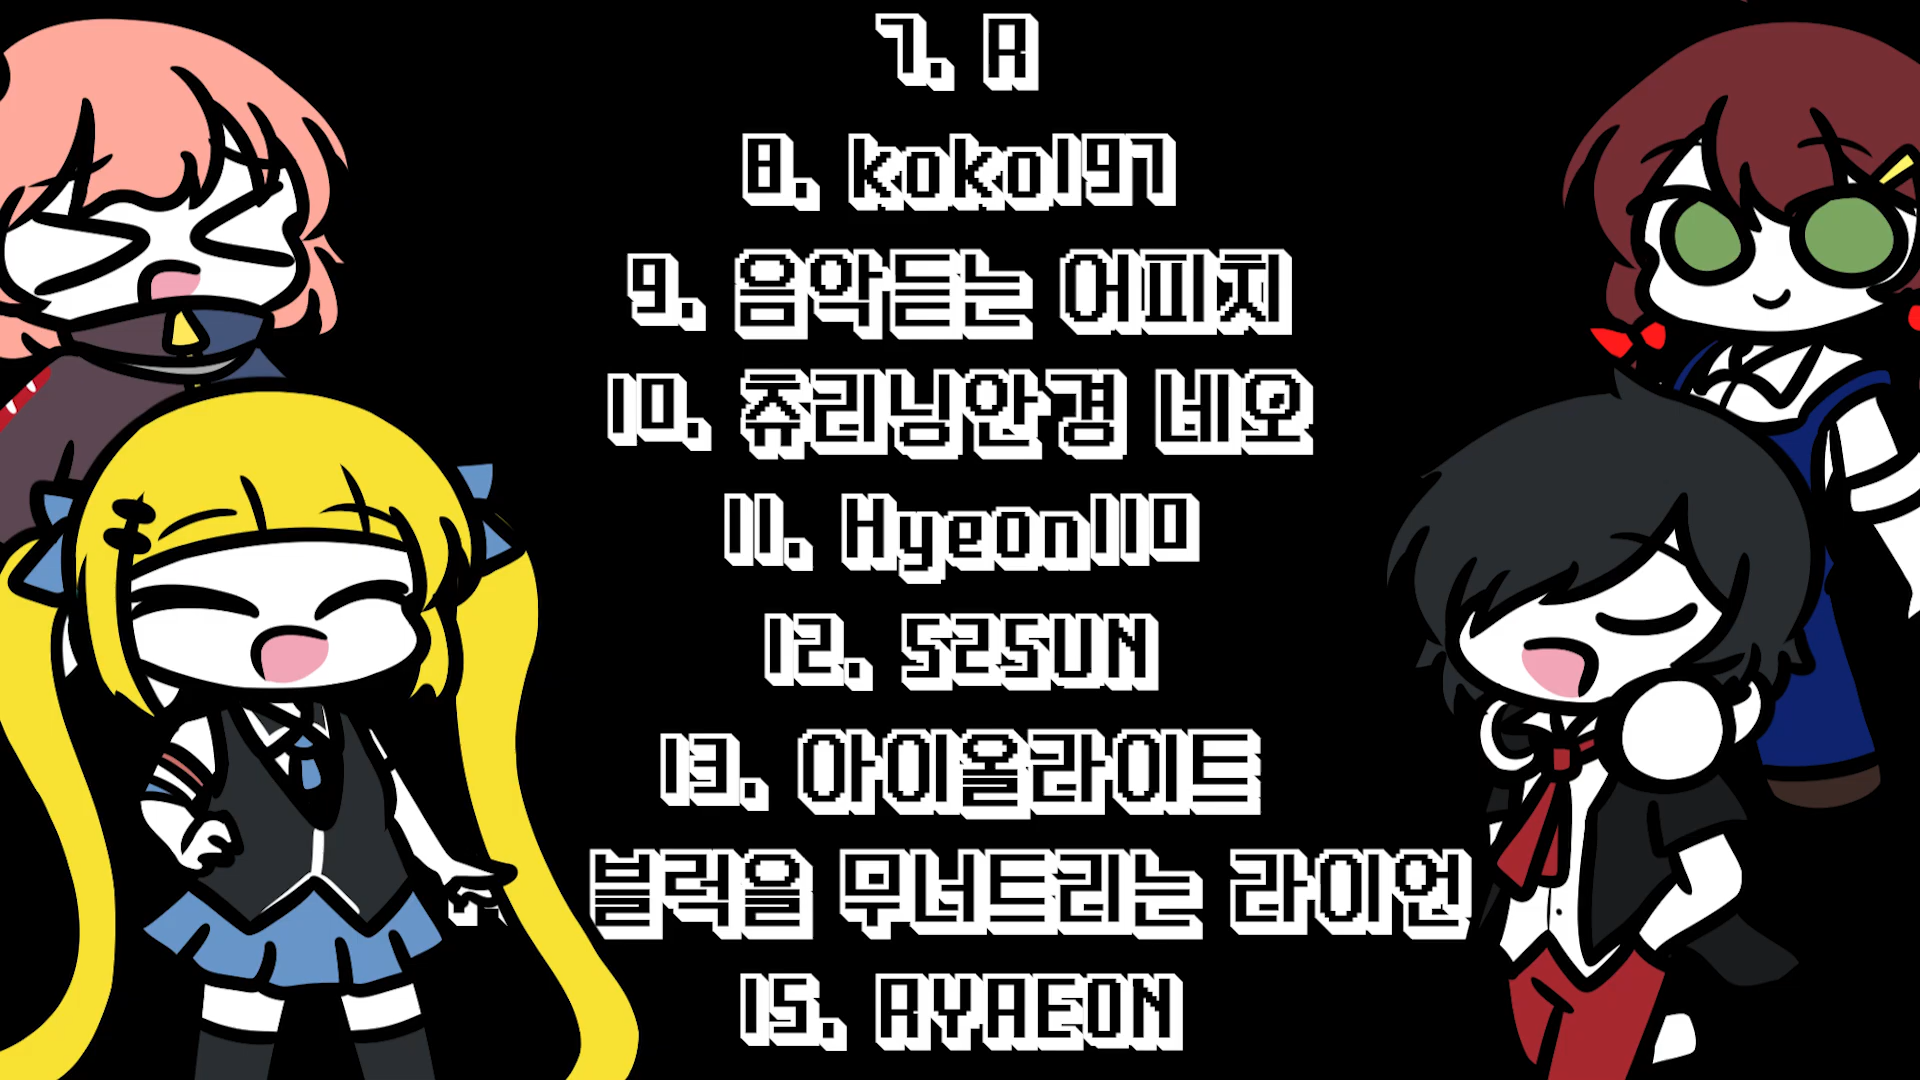 7. A
8. koko197
9. 음악듣는 어피치
10. 쥬리닝안경 네오
11. Hyeon110
12. S2SUN
13. 아이올라이트
블럭을 무너트리는 라이언
15. AYAEON